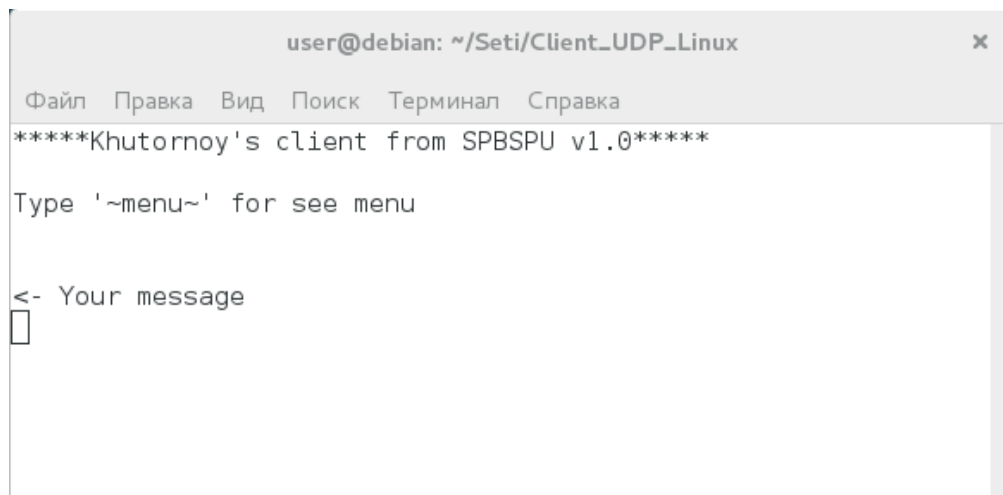 user@debian: ~/Seti/Client_UDP_Linux ×
Файл Правка Вид Поиск Терминал Справка
*****Khutornoy's client from SPBSPU v1.0*****
Type '~menu~' for see menu
<- Your message